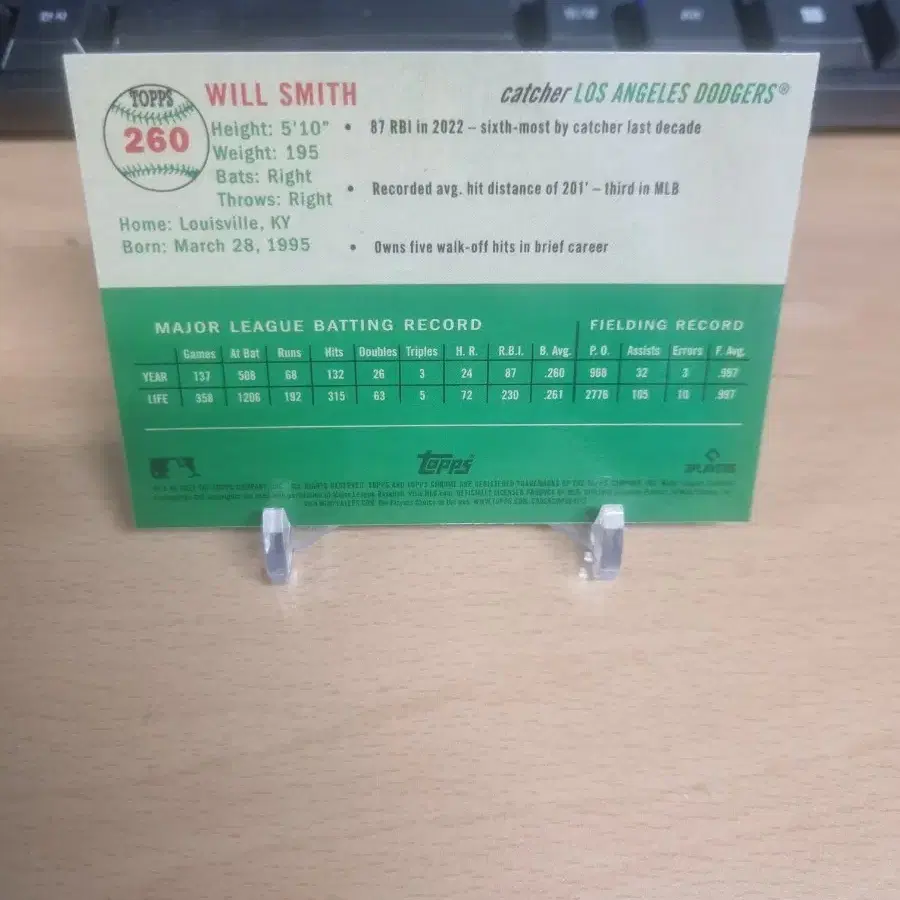 TOPPS
260
WILL SMITH
catcher LOS ANGELES DODGERS®
Height: 5'10"
Weight: 195
Bats: Right
Throws: Right
Home: Louisville, KY
Born: March 28, 1995
• 87 RBI in 2022 – sixth-most by catcher last decade
• Recorded avg. hit distance of 201' – third in MLB
• Owns five walk-off hits in brief career
MAJOR LEAGUE BATTING RECORD FIELDING RECORD
Games At Bat Runs Hits Doubles Triples H. R. R.B.I. B. Avg. P. O. Assists Errors F. Avg.
YEAR 137 508 68 132 26 3 24 87 .260 908 32 3 .997
LIFE 358 1206 192 315 63 5 72 230 .261 2776 105 10 .997
Topps
PLAYERS